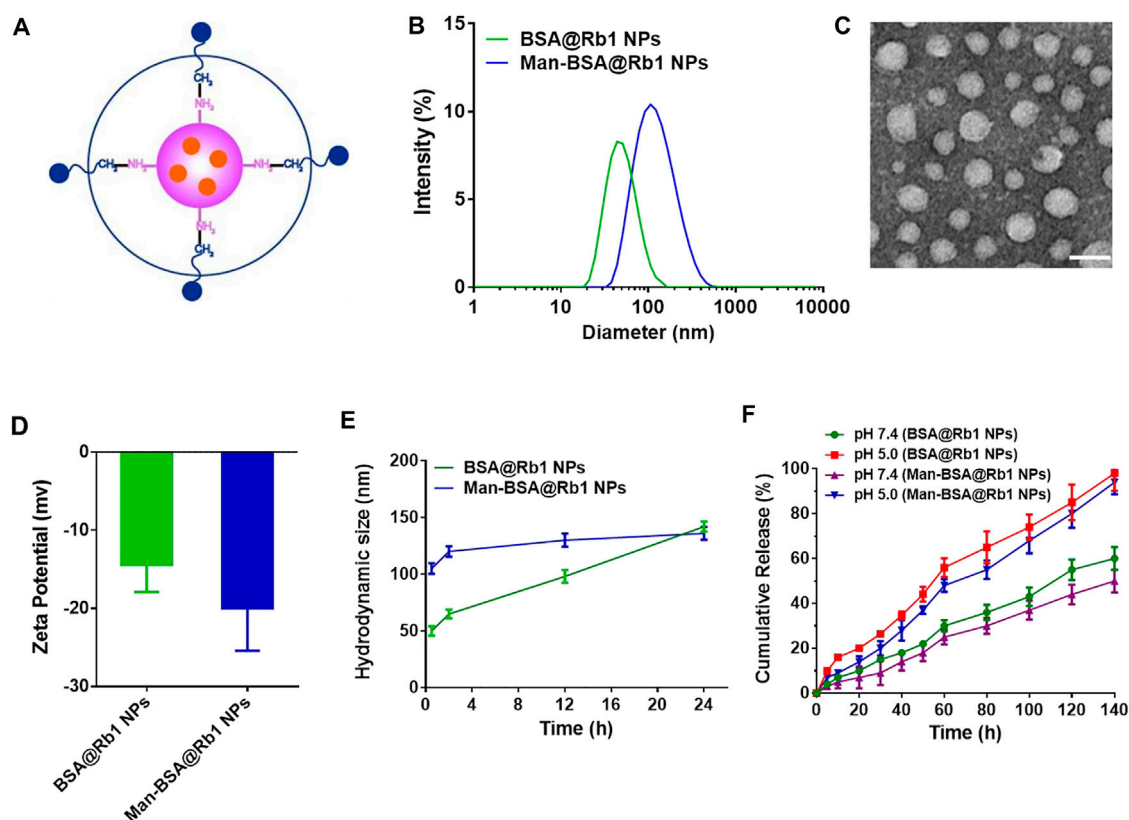 A
CH₂
NH₂
CH₂
NH₂
NH₂
CH₂
NH₂
CH₂
B
BSA@Rb1 NPs
Man-BSA@Rb1 NPs
Intensity (%)
15
10
5
0
1
10
100
1000
10000
Diameter (nm)
C
D
Zeta Potential (mv)
0
-10
-20
-30
BSA@Rb1 NPs
Man-BSA@Rb1 NPs
E
BSA@Rb1 NPs
Man-BSA@Rb1 NPs
Hydrodynamic size (nm)
200
150
100
50
0
0
4
8
12
16
20
24
Time (h)
F
pH 7.4 (BSA@Rb1 NPs)
pH 5.0 (BSA@Rb1 NPs)
pH 7.4 (Man-BSA@Rb1 NPs)
pH 5.0 (Man-BSA@Rb1 NPs)
Cumulative Release (%)
100
80
60
40
20
0
0
20
40
60
80
100
120
140
Time (h)